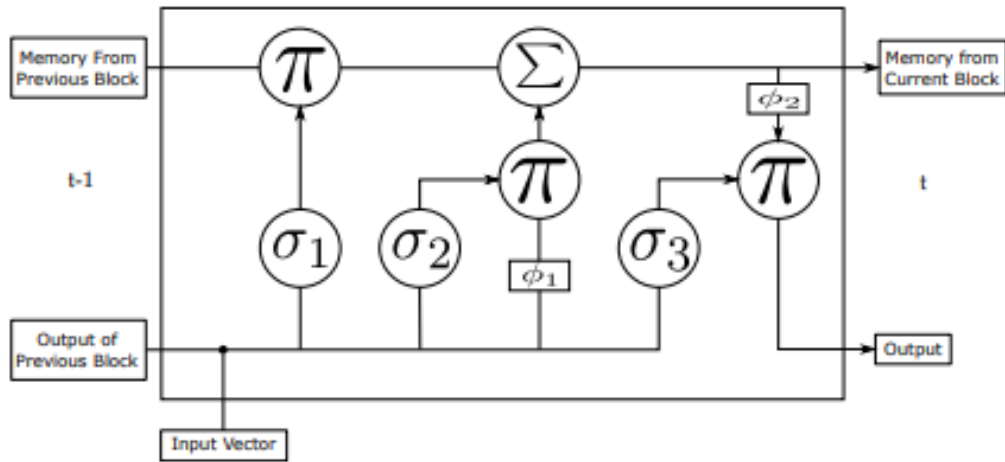 Memory From
Previous Block
π
Σ
Memory from
Current Block
ϕ₂
t-1
π
π
t
σ₁
σ₂
σ₃
ϕ₁
Output of
Previous Block
Output
Input Vector